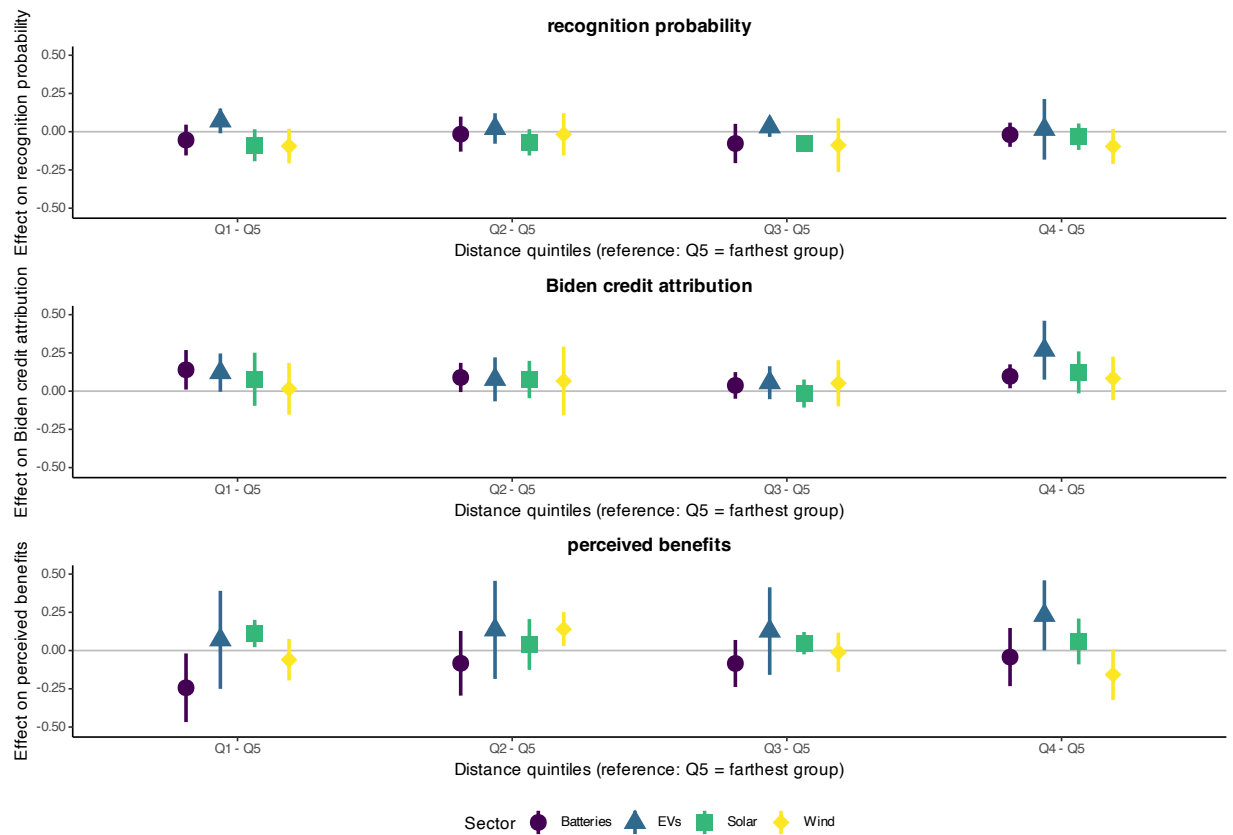 recognition probability
Effect on recognition probability
0.50
0.25
0.00
-0.25
-0.50
Q1 - Q5
Q2 - Q5
Q3 - Q5
Q4 - Q5
Distance quintiles (reference: Q5 = farthest group)
Biden credit attribution
Effect on Biden credit attribution
0.50
0.25
0.00
-0.25
-0.50
Q1 - Q5
Q2 - Q5
Q3 - Q5
Q4 - Q5
Distance quintiles (reference: Q5 = farthest group)
perceived benefits
Effect on perceived benefits
0.50
0.25
0.00
-0.25
-0.50
Q1 - Q5
Q2 - Q5
Q3 - Q5
Q4 - Q5
Distance quintiles (reference: Q5 = farthest group)
Sector Batteries EVs Solar Wind